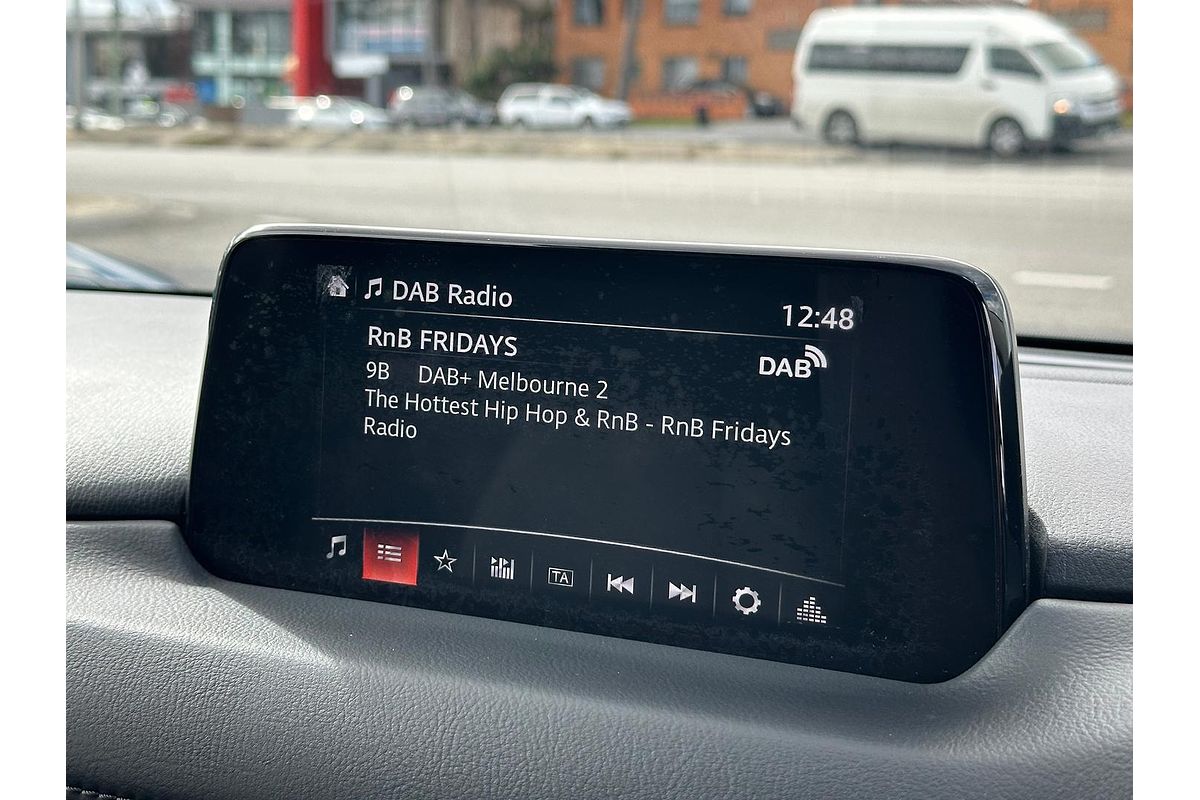 DAB Radio
12:48
RnB FRIDAYS
DAB
9B DAB+ Melbourne 2
The Hottest Hip Hop & RnB - RnB Fridays
Radio
TA